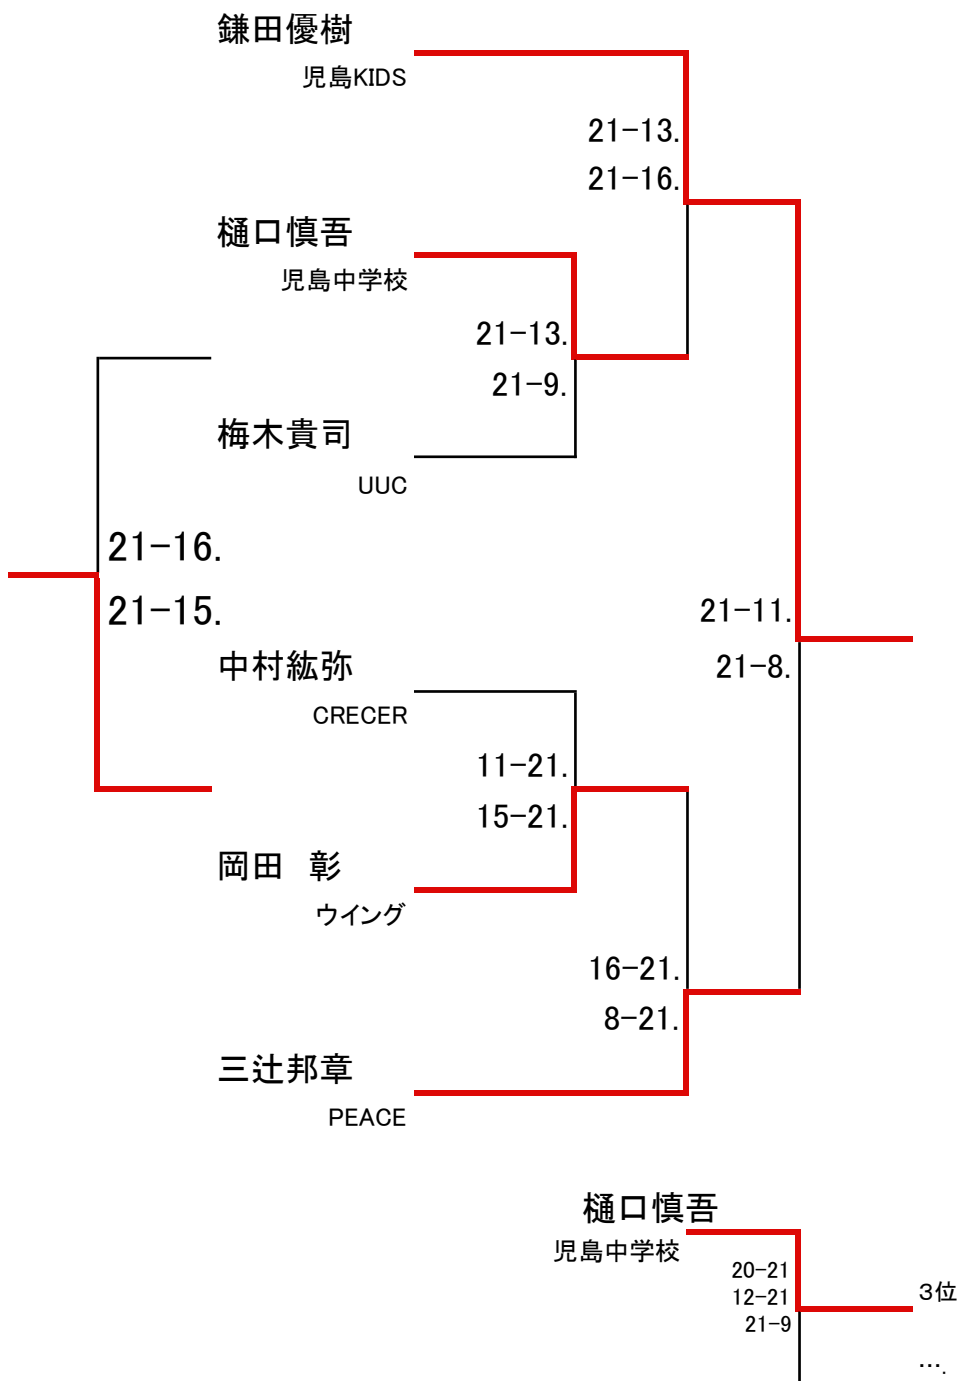 鎌田優樹
児島KIDS
21-13.
21-16.
樋口慎吾
児島中学校
21-13.
21-9.
梅木貴司
UUC
21-16.
21-15.
21-11.
21-8.
中村紘弥
CRECER
11-21.
15-21.
岡田　彰
ウイング
16-21.
8-21.
三辻邦章
PEACE
樋口慎吾
児島中学校
20-21
12-21
21-9
３位
….